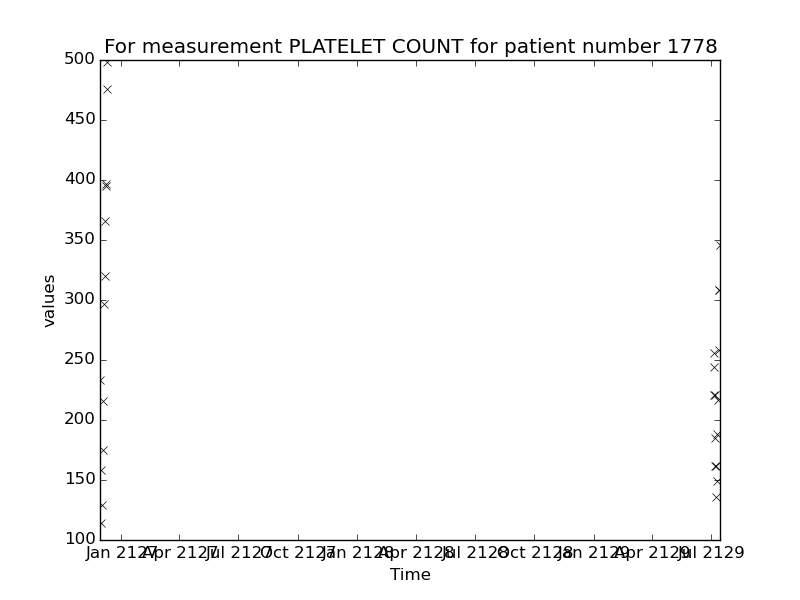 For measurement PLATELET COUNT for patient number 1778
500
450
400
350
300
250
200
150
100
values
Jan 2127 Apr 2127 Jul 2127 Oct 2127 Jan 2128 Apr 2128 Jul 2128 Oct 2128 Jan 2129 Apr 2129 Jul 2129
Time